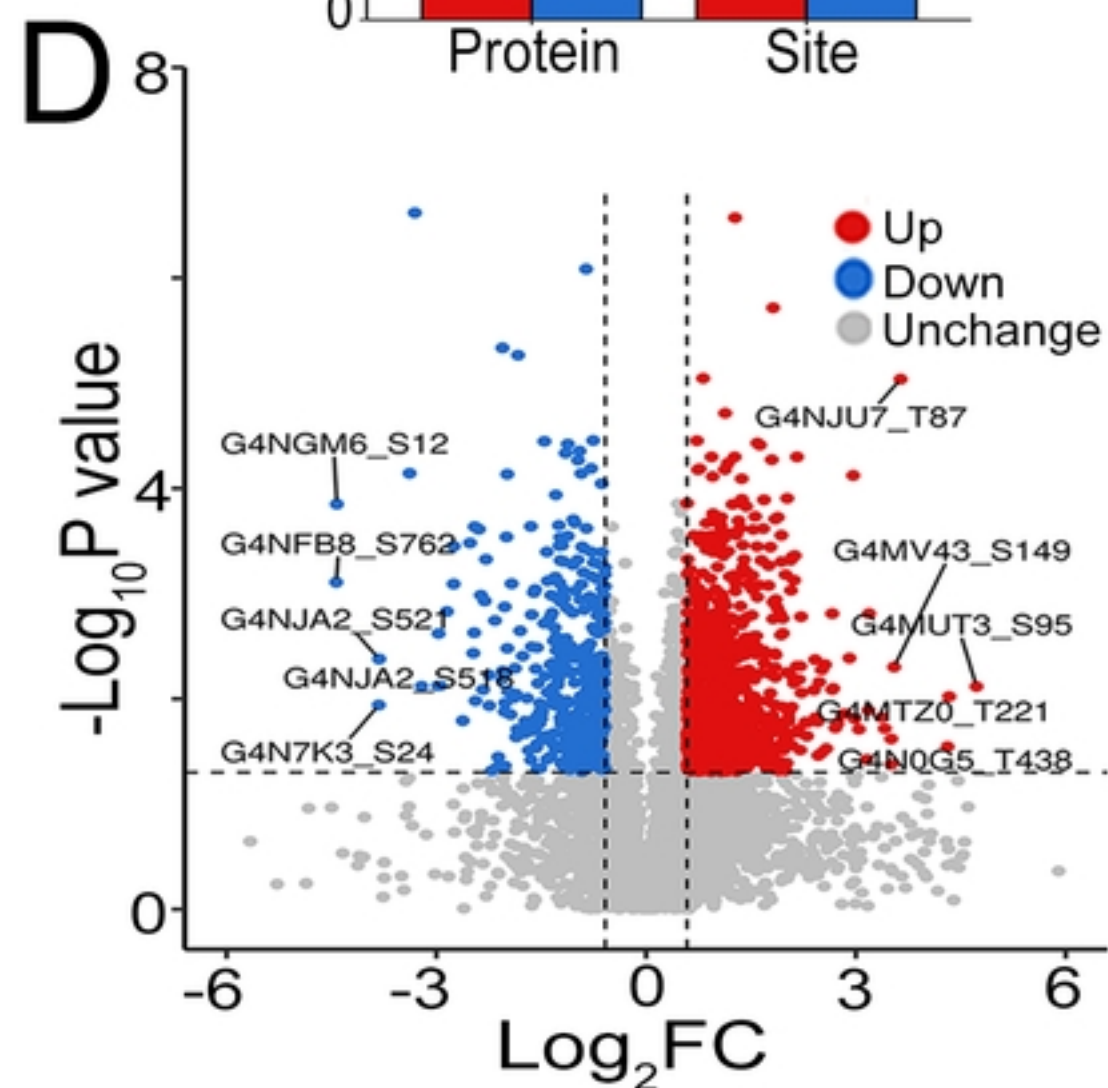 0
Protein Site
D
8
Up
Down
Unchange
G4NJU7_T87
G4NGM6_S12
4
G4NFB8_S762
G4MV43_S149
G4NJA2_S521
G4MUT3_S95
G4NJA2_S518
G4MTZ0_T221
G4N7K3_S24
G4N0G5_T438
0
-Log10P value
-6 -3 0 3 6
Log2FC